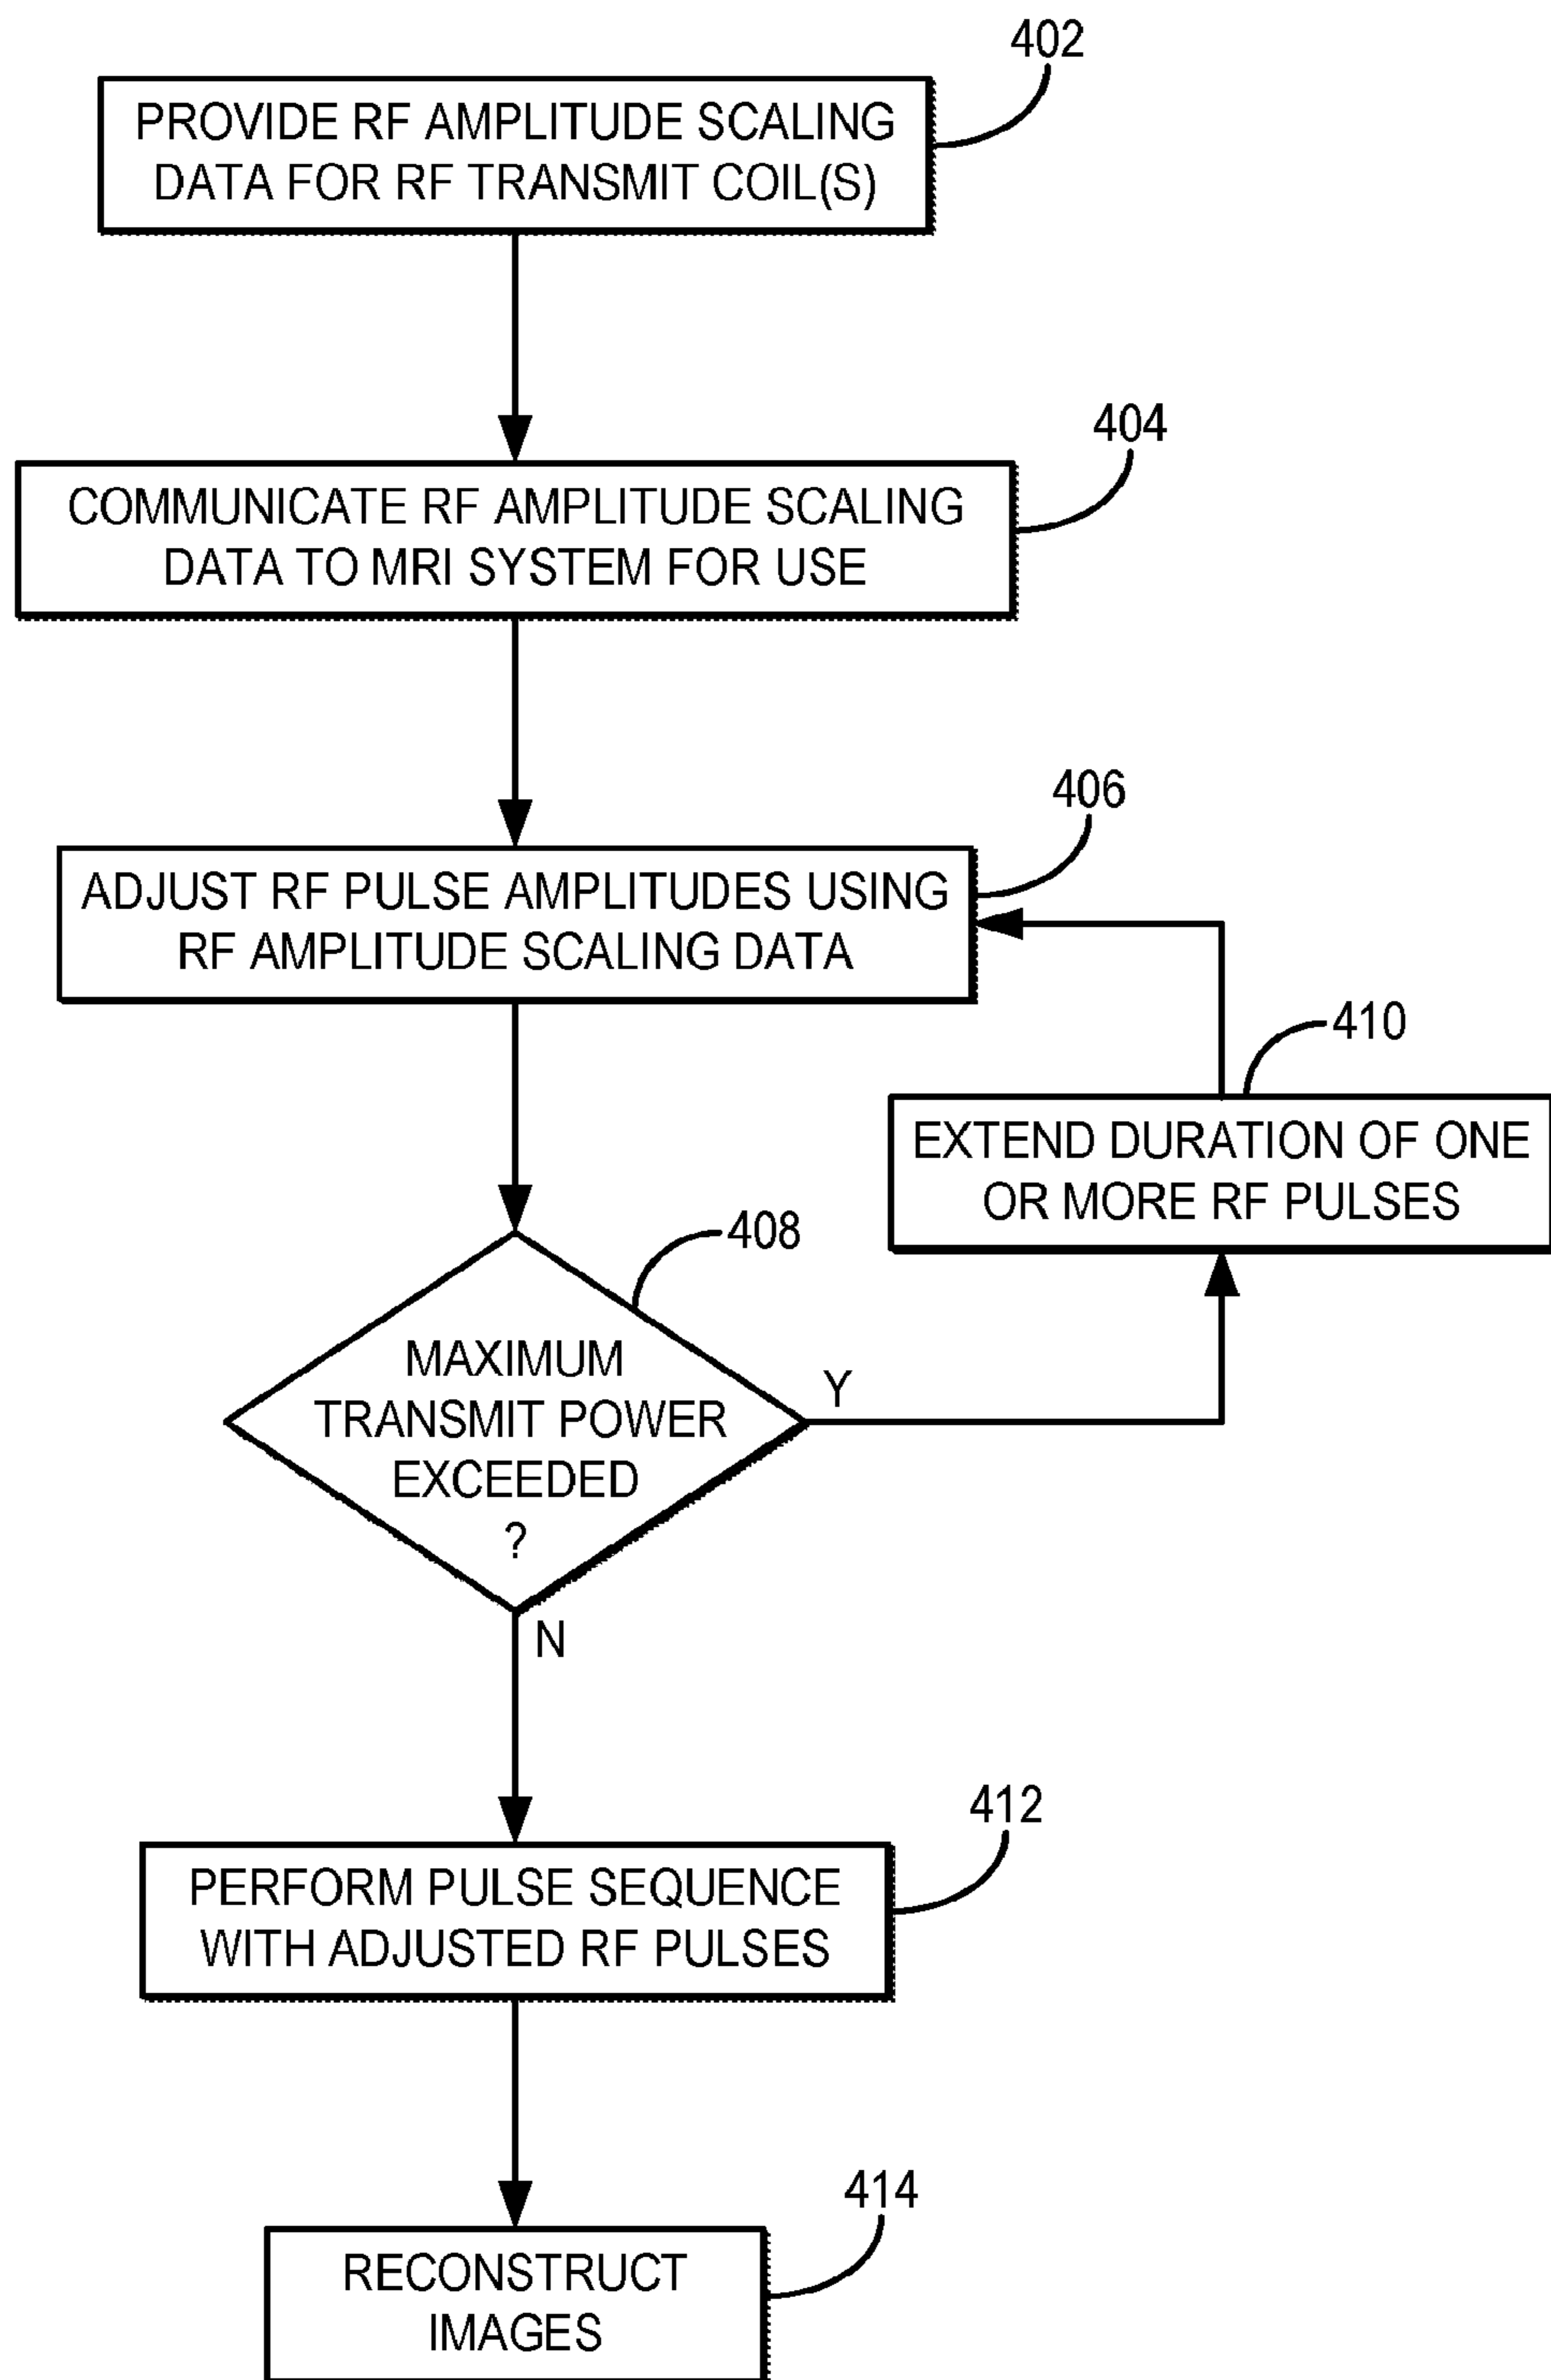 402
PROVIDE RF AMPLITUDE SCALING
DATA FOR RF TRANSMIT COIL(S)
404
COMMUNICATE RF AMPLITUDE SCALING
DATA TO MRI SYSTEM FOR USE
406
ADJUST RF PULSE AMPLITUDES USING
RF AMPLITUDE SCALING DATA
410
EXTEND DURATION OF ONE
OR MORE RF PULSES
408
MAXIMUM
TRANSMIT POWER
EXCEEDED
?
Y
N
412
PERFORM PULSE SEQUENCE
WITH ADJUSTED RF PULSES
414
RECONSTRUCT
IMAGES